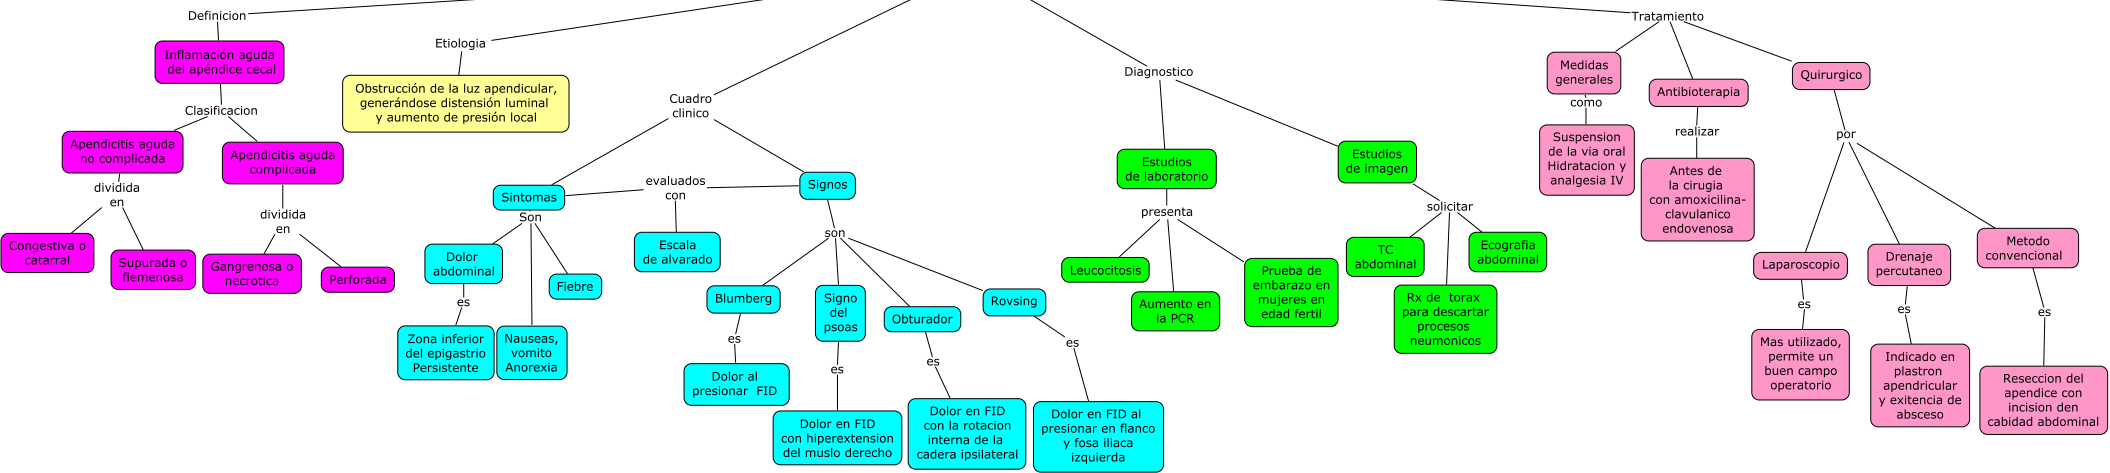 Definicion
Inflamación aguda
del apéndice cecal
Clasificacion
Apendicitis aguda
no complicada
dividida
en
Congestiva o
catarral
Supurada o
flemenosa
Apendicitis aguda
complicada
dividida
en
Gangrenosa o
necrotica
Perforada
Etiologia
Obstrucción de la luz apendicular,
generándose distensión luminal
y aumento de presión local
Cuadro
clinico
Sintomas
Son
Dolor
abdominal
es
Zona inferior
del epigastrio
Persistente
Nauseas,
vomito
Anorexia
Fiebre
evaluados
con
Escala
de alvarado
Signos
son
Blumberg
es
Dolor al
presionar FID
Signo
del
psoas
es
Dolor en FID
con hiperextension
del muslo derecho
Obturador
es
Dolor en FID
con la rotacion
interna de la
cadera ipsilateral
Rovsing
es
Dolor en FID al
presionar en flanco
y fosa iliaca
izquierda
Diagnostico
Estudios
de laboratorio
presenta
Leucocitosis
Aumento en
la PCR
Prueba de
embarazo en
mujeres en
edad fertil
Estudios
de imagen
solicitar
TC
abdominal
Rx de torax
para descartar
procesos
neumonicos
Ecografia
abdominal
Tratamiento
Medidas
generales
como
Suspension
de la via oral
Hidratacion y
analgesia IV
Antibioterapia
realizar
Antes de
la cirugia
con amoxicilina-
clavulanico
endovenosa
Quirurgico
por
Laparoscopio
es
Mas utilizado,
permite un
buen campo
operatorio
Drenaje
percutaneo
es
Indicado en
plastron
apendricular
y exitencia de
absceso
Metodo
convencional
es
Reseccion del
apendice con
incision den
cabidad abdominal